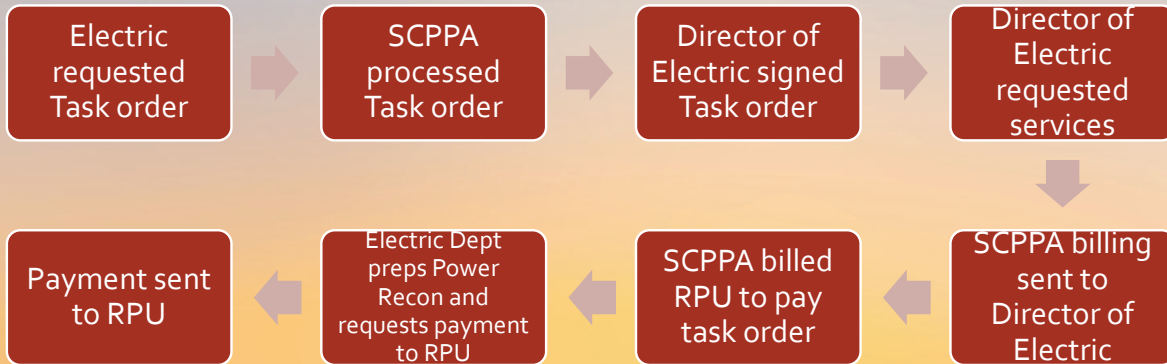 Electric
requested
Task order
SCPPA
processed
Task order
Director of
Electric signed
Task order
Director of
Electric
requested
services
SCPPA billing
sent to
Director of
Electric
SCPPA billed
RPU to pay
task order
Electric Dept
preps Power
Recon and
requests payment
to RPU
Payment sent
to RPU